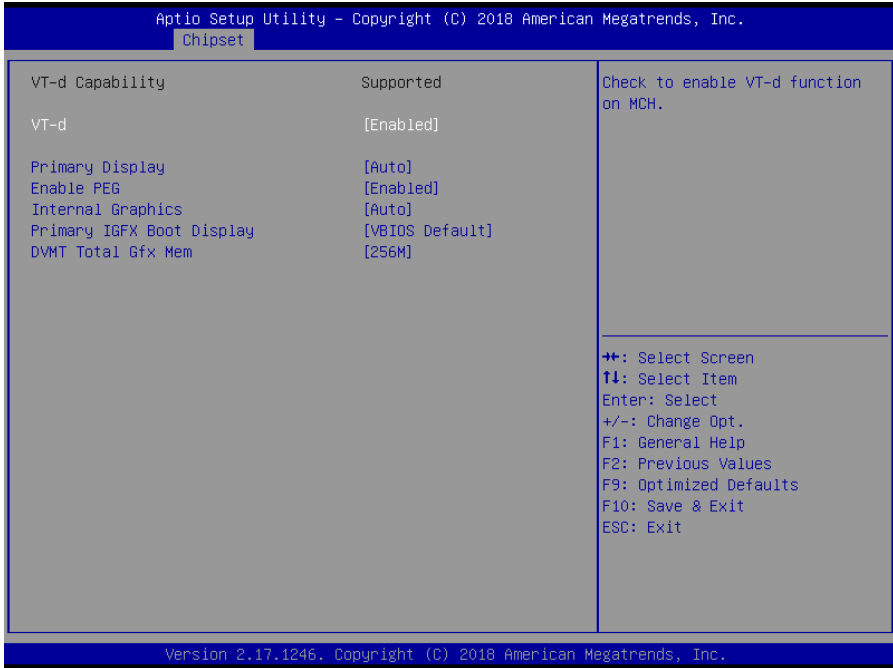 Aptio Setup Utility – Copyright (C) 2018 American Megatrends, Inc.
Chipset
VT-d Capability Supported
VT-d [Enabled]
Primary Display [Auto]
Enable PEG [Enabled]
Internal Graphics [Auto]
Primary IGFX Boot Display [VBIOS Default]
DVMT Total Gfx Mem [256M]
Check to enable VT-d function
on MCH.
→←: Select Screen
↑↓: Select Item
Enter: Select
+/-: Change Opt.
F1: General Help
F2: Previous Values
F9: Optimized Defaults
F10: Save & Exit
ESC: Exit
Version 2.17.1246. Copyright (C) 2018 American Megatrends, Inc.